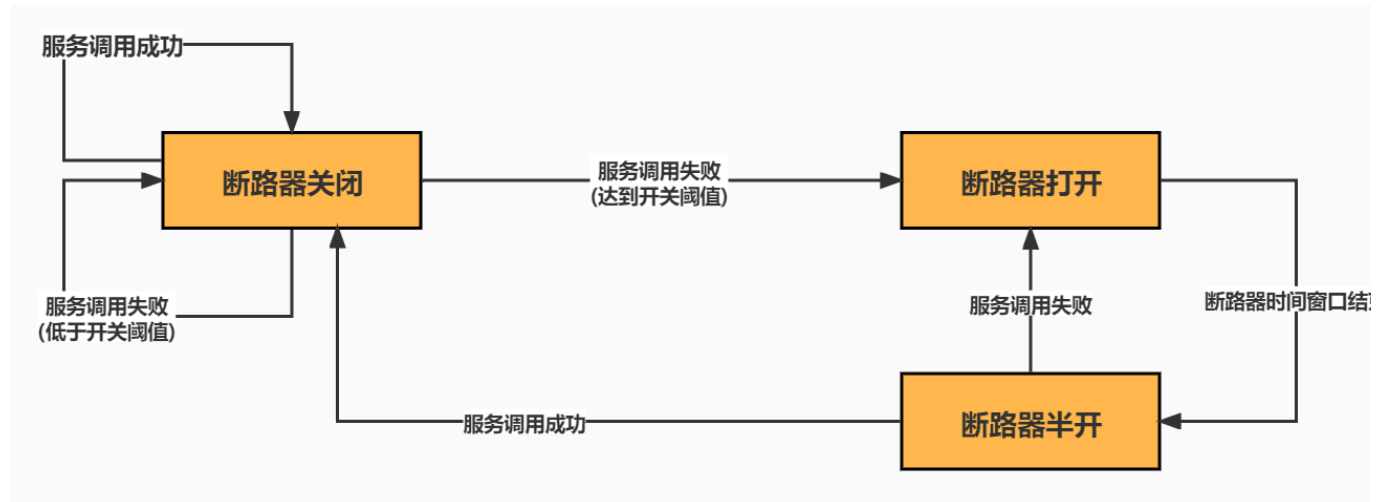 服务调用成功
断路器关闭
服务调用失败
(达到开关阈值)
断路器打开
服务调用失败
(低于开关阈值)
服务调用失败
断路器时间窗口结
服务调用成功
断路器半开